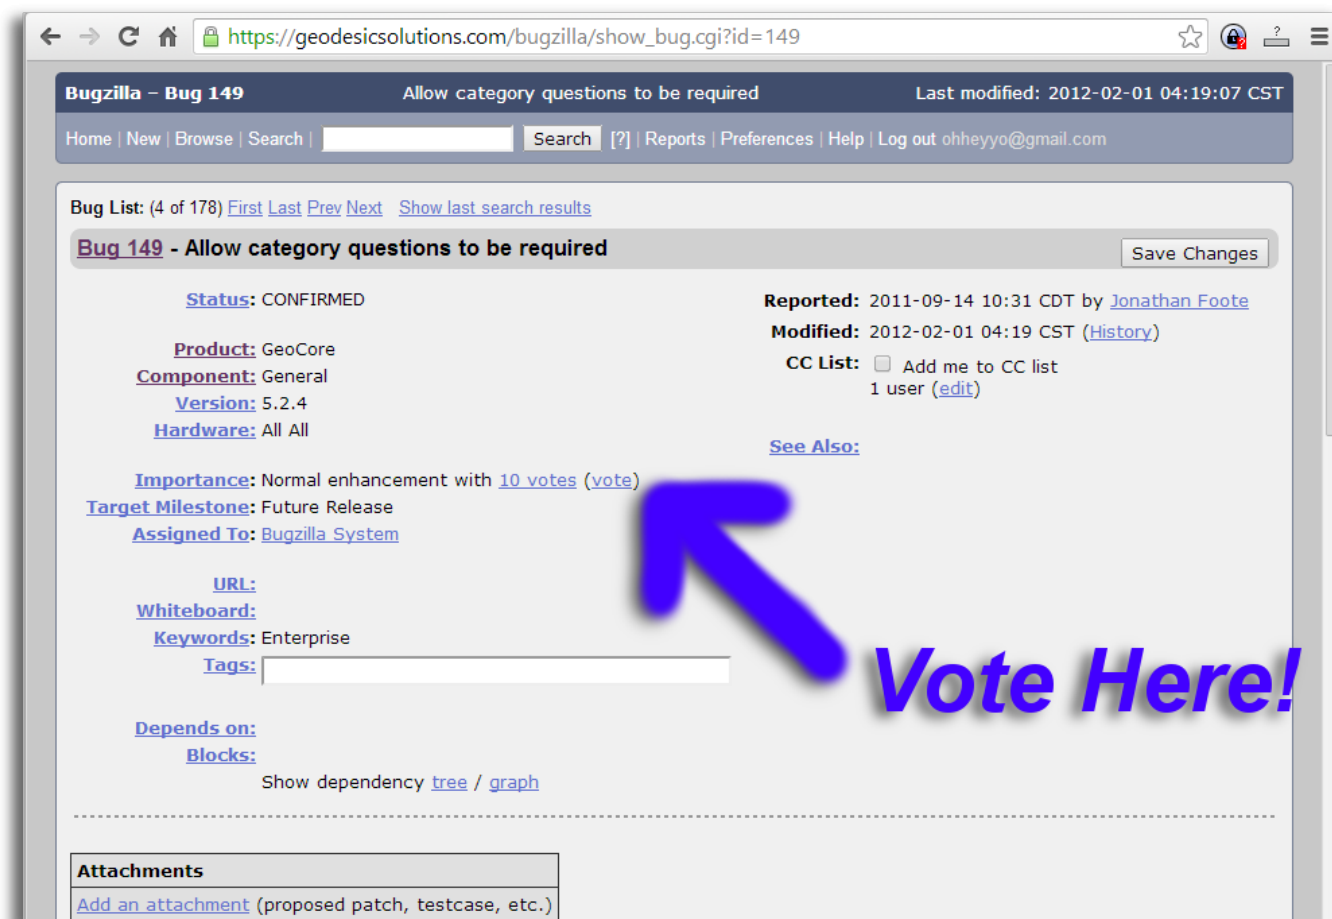 https://geodesicsolutions.com/bugzilla/show_bug.cgi?id=149
?
Bugzilla – Bug 149 Allow category questions to be required Last modified: 2012-02-01 04:19:07 CST
Home | New | Browse | Search | Search [?] | Reports | Preferences | Help | Log out ohheyyo@gmail.com
Bug List: (4 of 178) First Last Prev Next Show last search results
Bug 149 - Allow category questions to be required Save Changes
Status: CONFIRMED
Product: GeoCore
Component: General
Version: 5.2.4
Hardware: All All
Importance: Normal enhancement with 10 votes (vote)
Target Milestone: Future Release
Assigned To: Bugzilla System
URL:
Whiteboard:
Keywords: Enterprise
Tags:
Depends on:
Blocks:
Show dependency tree / graph
Reported: 2011-09-14 10:31 CDT by Jonathan Foote
Modified: 2012-02-01 04:19 CST (History)
CC List: Add me to CC list
1 user (edit)
See Also:
Vote Here!
Attachments
Add an attachment (proposed patch, testcase, etc.)